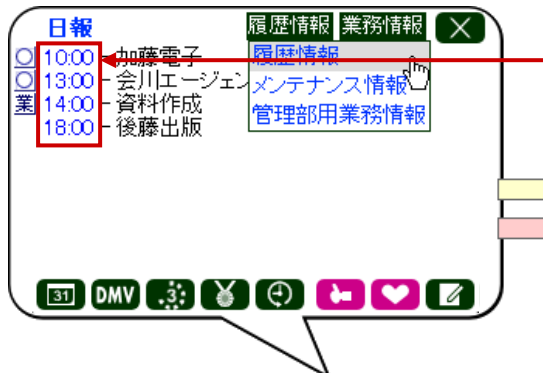 日報 履歴情報 業務情報
○ 10:00 - 加藤電子
履歴情報
○ 13:00 - 会川エージェン
メンテナンス情報
業 14:00 - 資料作成
管理部用業務情報
18:00 - 後藤出版
31 DMV 3